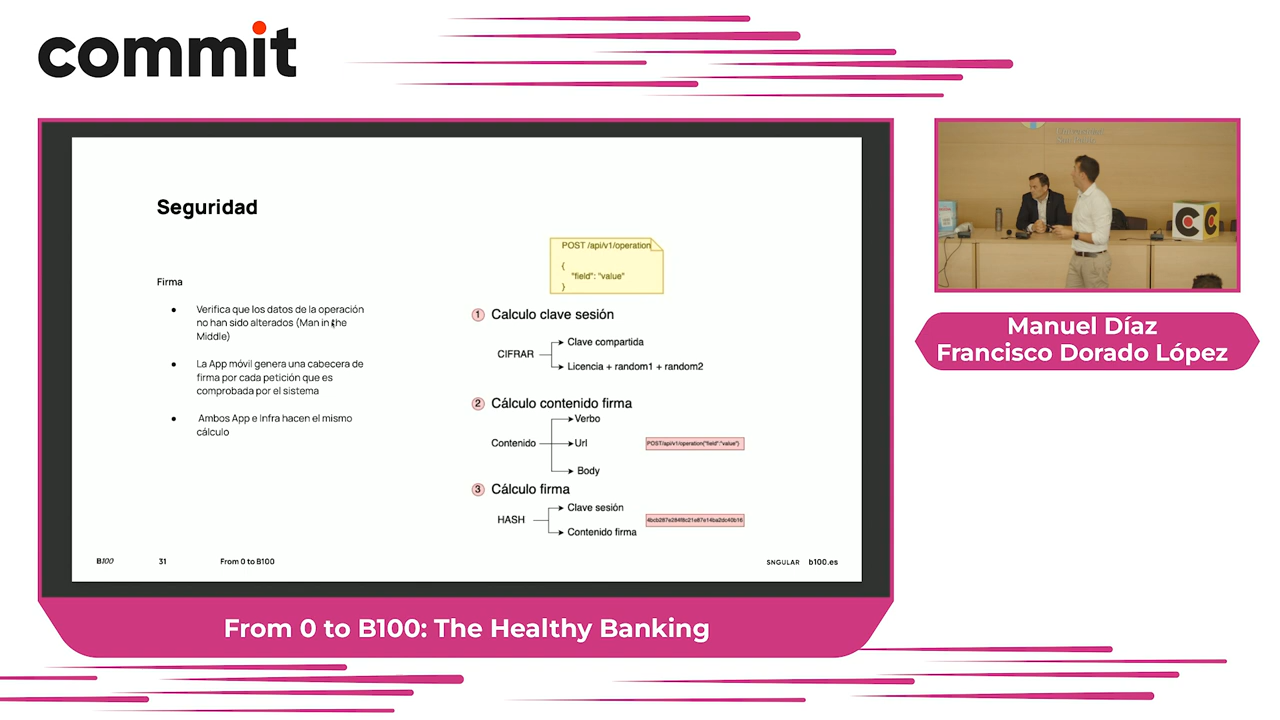 commit
Seguridad
Firma
Verifica que los datos de la operación
no han sido alterados (Man in the
Middle)
La App móvil genera una cabecera de
firma por cada petición que es
comprobada por el sistema
Ambos App e Infra hacen el mismo
cálculo
POST /api/v1/operation
{
"field": "value"
}
1 Calculo clave sesión
CIFRAR
Clave compartida
Licencia + random1 + random2
2 Cálculo contenido firma
Contenido
Verbo
Url
Body
POST/api/v1/operation{"field":"value"}
3 Cálculo firma
HASH
Clave sesión
Contenido firma
B100
31
From 0 to B100
SNGULAR
b100.es
Manuel Díaz
Francisco Dorado López
From 0 to B100: The Healthy Banking